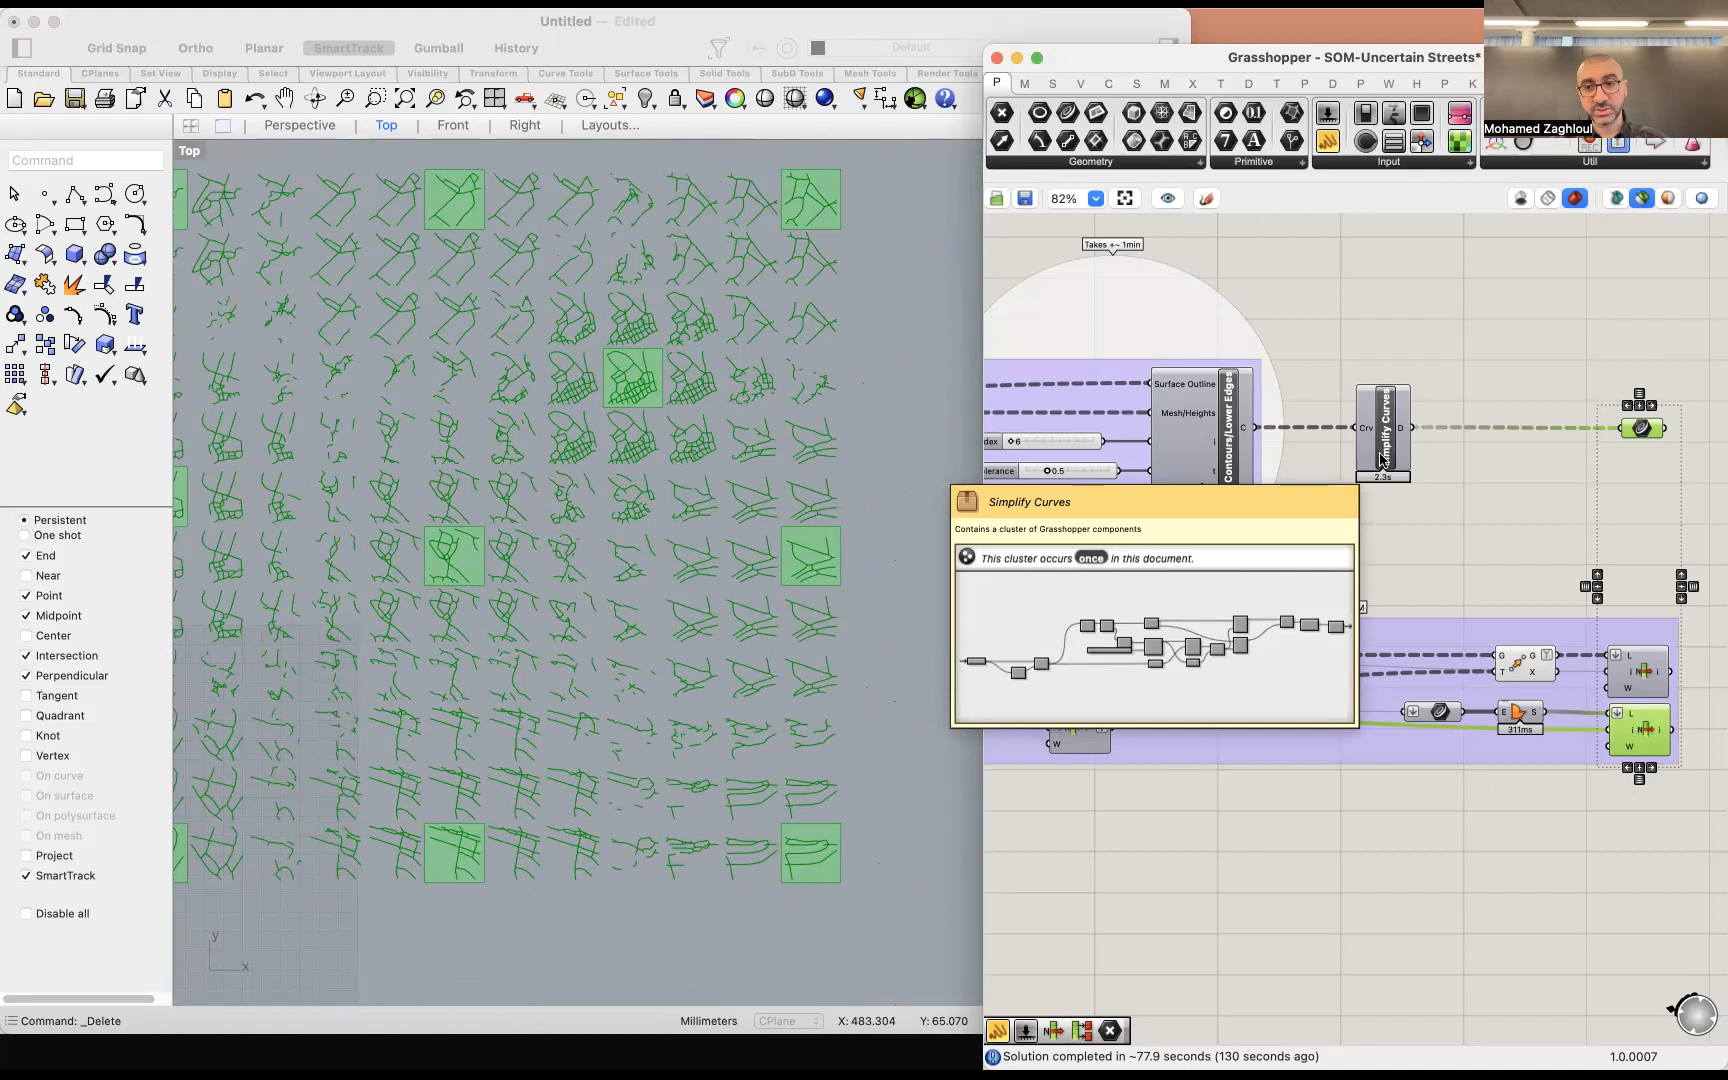 Untitled — Edited
Grid Snap
Ortho
Planar
SmartTrack
Gumball
History
Default
Standard
CPlanes
Set View
Display
Select
Viewport Layout
Visibility
Transform
Curve Tools
Surface Tools
Solid Tools
SubD Tools
Mesh Tools
Render Tools
Perspective
Top
Front
Right
Layouts...
Command
Top
Persistent
One shot
End
Near
Point
Midpoint
Center
Intersection
Perpendicular
Tangent
Quadrant
Knot
Vertex
On curve
On surface
On polysurface
On mesh
Project
SmartTrack
Disable all
y
x
Command: _Delete
Millimeters
CPlane
X: 483.304
Y: 65.070
Grasshopper - SOM-Uncertain Streets*
P M S V C S M X T D T P D P W H P K
Geometry
Primitive
Input
Util
REC
Mohamed Zaghloul
82%
Takes +~ 1min
Surface Outline
Mesh/Heights
dex
6
i
lerance
0.5
t
Contours/Lower Edges
C
Crv
Simplify Curves
D
2.3s
Simplify Curves
Contains a cluster of Grasshopper components
This cluster occurs once in this document.
G G
T X
L
i i
W
E S
311ms
L
i i
W
W
Solution completed in ~77.9 seconds (130 seconds ago)
1.0.0007